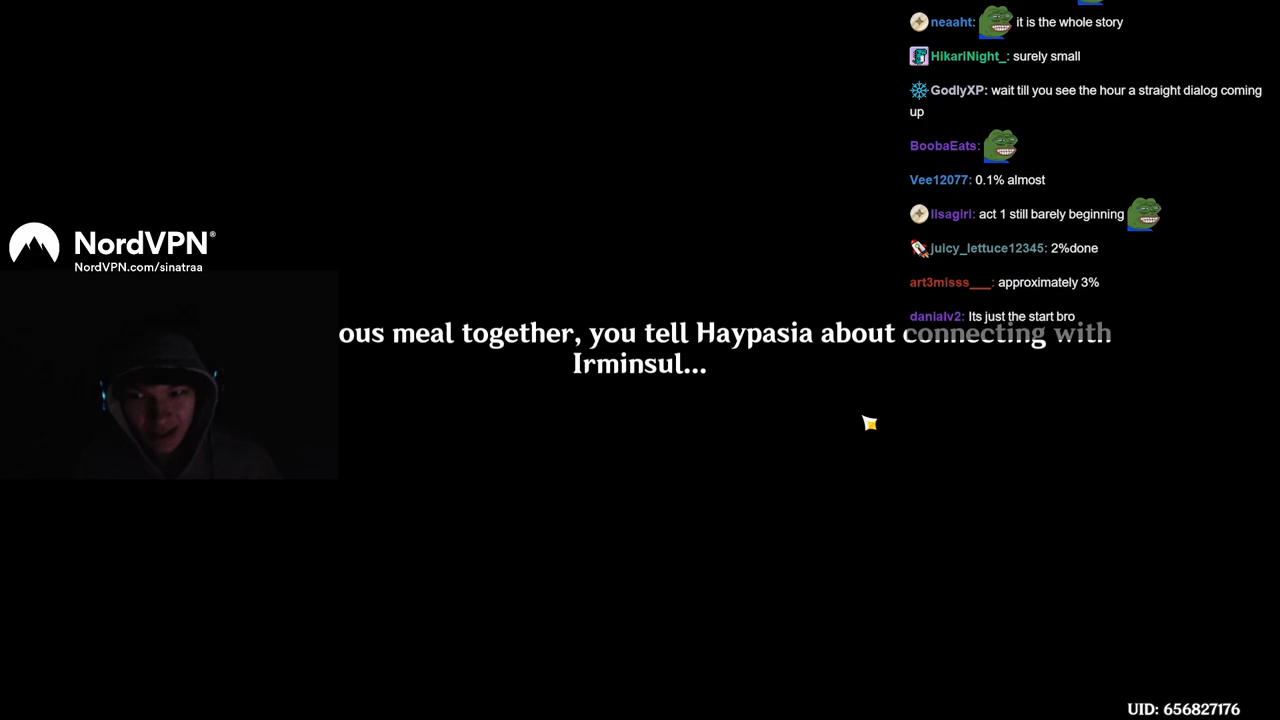 neaaht: it is the whole story
HikariNight_: surely small
GodlyXP: wait till you see the hour a straight dialog coming
up
BoobaEats:
Vee12077: 0.1% almost
llsagiri: act 1 still barely beginning
juicy_lettuce12345: 2%done
art3misss___: approximately 3%
danialv2: Its just the start bro
NordVPN®
NordVPN.com/sinatraa
ous meal together, you tell Haypasia about connecting with
Irminsul...
UID: 656827176